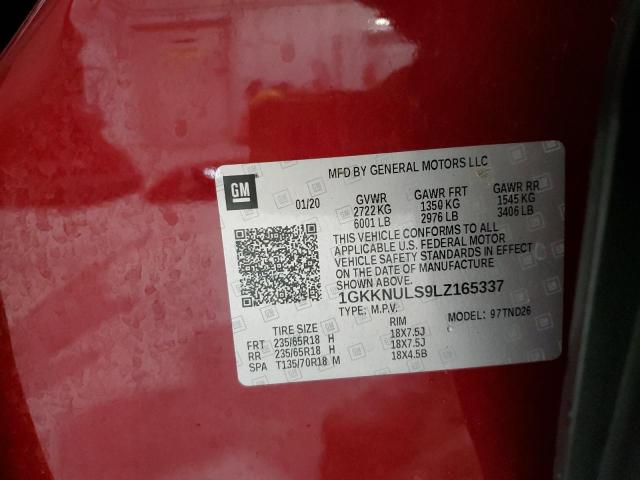 MFD BY GENERAL MOTORS LLC
GM
01/20 GVWR GAWR FRT GAWR RR
2722 KG 1350 KG 1545 KG
6001 LB 2976 LB 3406 LB
THIS VEHICLE CONFORMS TO ALL
APPLICABLE U.S. FEDERAL MOTOR
VEHICLE SAFETY STANDARDS IN EFFECT
ON THE DATE OF MANUFACTURE
SHOWN ABOVE.
1GKKNULS9LZ165337
TYPE: M.P.V. MODEL: 97TND26
TIRE SIZE RIM
FRT 235/65R18 H 18X7.5J
RR 235/65R18 H 18X7.5J
SPA T135/70R18 M 18X4.5B